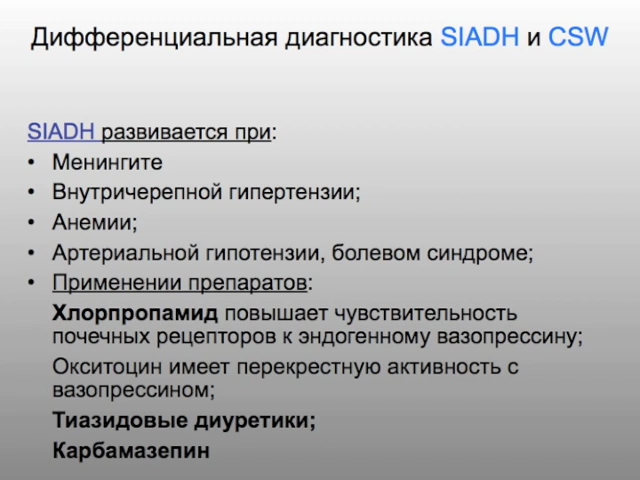 Дифференциальная диагностика SIADH и CSW
SIADH развивается при:
• Менингите
• Внутричерепной гипертензии;
• Анемии;
• Артериальной гипотензии, болевом синдроме;
• Применении препаратов:
Хлорпропамид повышает чувствительность
почечных рецепторов к эндогенному вазопрессину;
Окситоцин имеет перекрестную активность с
вазопрессином;
Тиазидовые диуретики;
Карбамазепин